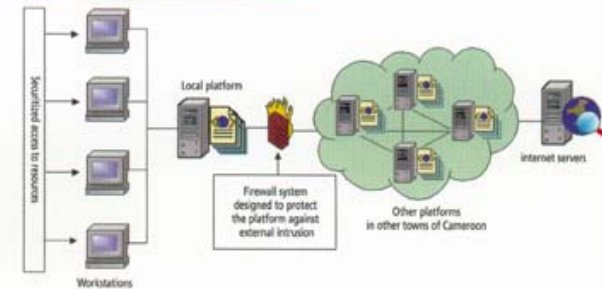 Securitized access to resources
Workstations
Local platform
Firewall system
designed to protect
the platform against
external intrusion
Other platforms
in other towns of Cameroon
internet servers